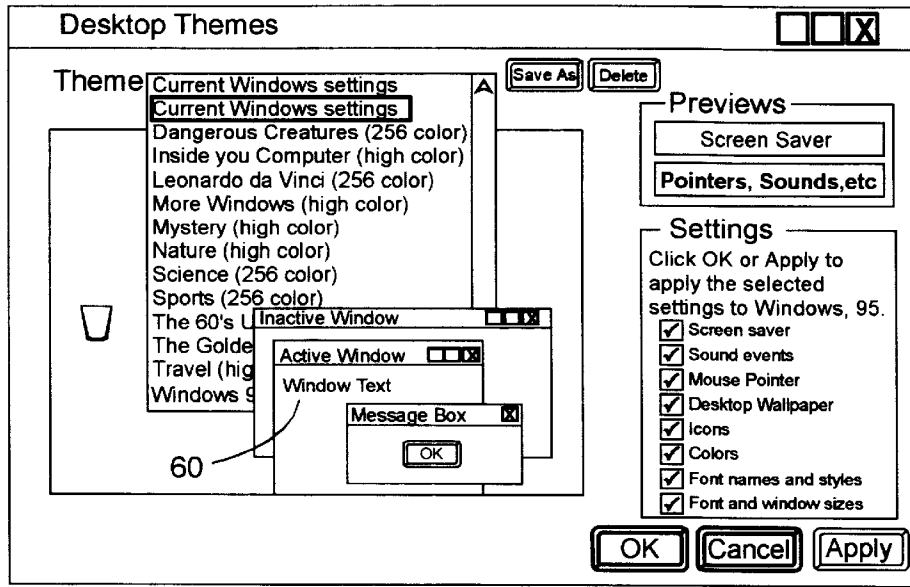 Desktop Themes
X
Theme
Current Windows settings
Current Windows settings
Dangerous Creatures (256 color)
Inside you Computer (high color)
Leonardo da Vinci (256 color)
More Windows (high color)
Mystery (high color)
Nature (high color)
Science (256 color)
Sports (256 color)
The 60's U
The Golde
Travel (hig
Windows 9
Save As
Delete
Inactive Window
X
Active Window
X
Window Text
Message Box
X
OK
60
Previews
Screen Saver
Pointers, Sounds,etc
Settings
Click OK or Apply to
apply the selected
settings to Windows, 95.
Screen saver
Sound events
Mouse Pointer
Desktop Wallpaper
Icons
Colors
Font names and styles
Font and window sizes
OK
Cancel
Apply